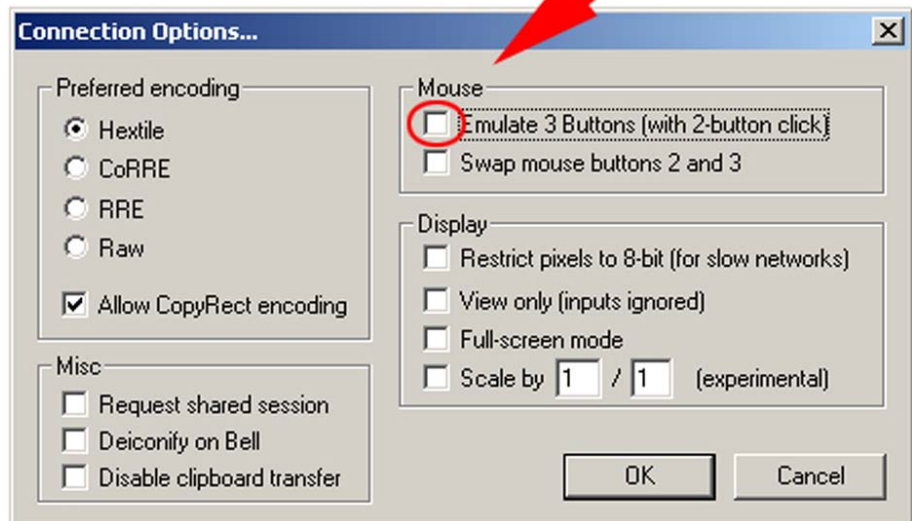 Connection Options...
Preferred encoding
Hextile
CoRRE
RRE
Raw
Allow CopyRect encoding
Misc
Request shared session
Deiconify on Bell
Disable clipboard transfer
Mouse
Emulate 3 Buttons (with 2-button click)
Swap mouse buttons 2 and 3
Display
Restrict pixels to 8-bit (for slow networks)
View only (inputs ignored)
Full-screen mode
Scale by 1 / 1 (experimental)
OK
Cancel